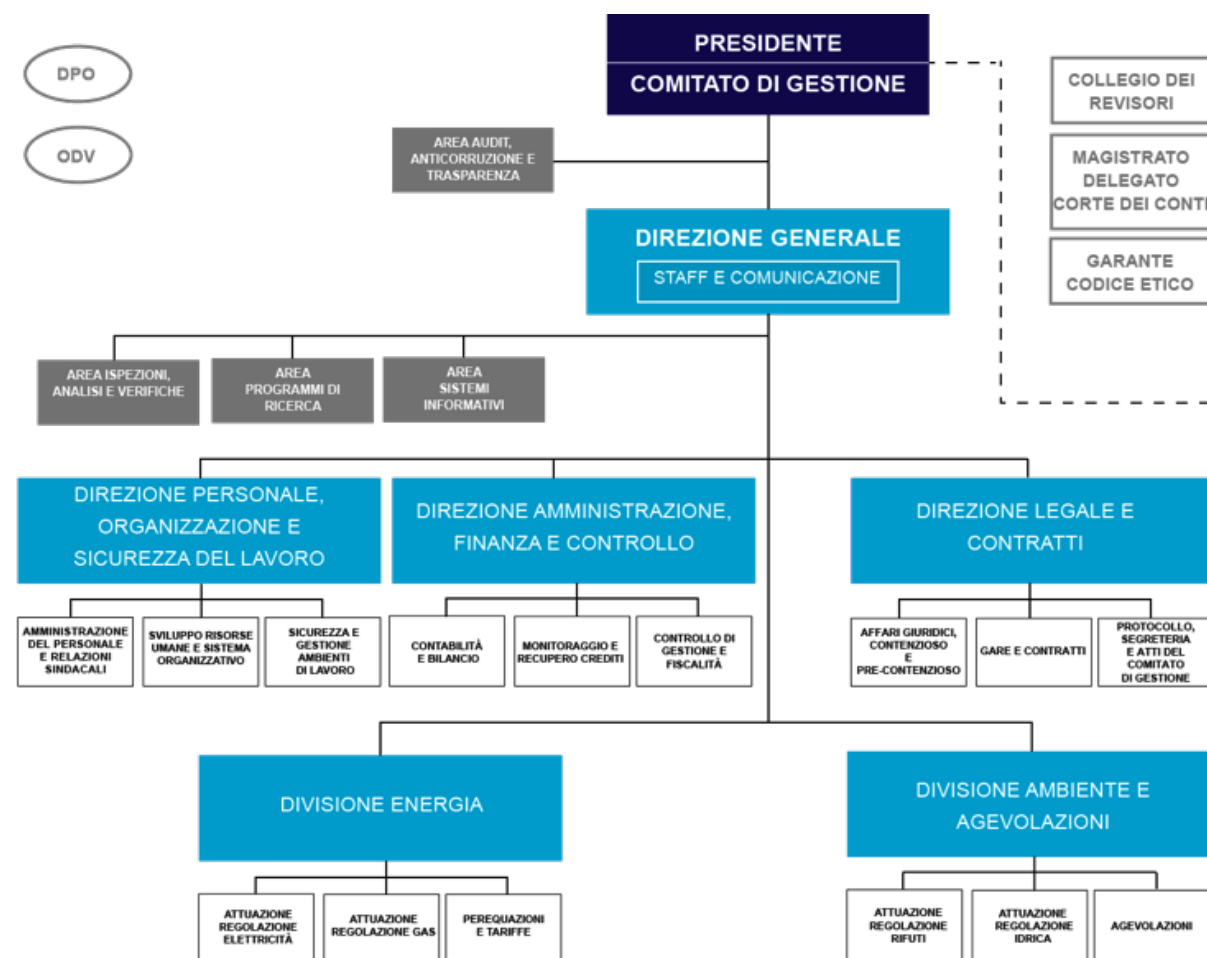 PRESIDENTE
COMITATO DI GESTIONE
DPO
ODV
COLLEGIO DEI
REVISORI
MAGISTRATO
DELEGATO
CORTE DEI CONTI
GARANTE
CODICE ETICO
AREA AUDIT,
ANTICORRUZIONE E
TRASPARENZA
DIREZIONE GENERALE
STAFF E COMUNICAZIONE
AREA ISPEZIONI,
ANALISI E VERIFICHE
AREA
PROGRAMMI DI
RICERCA
AREA
SISTEMI
INFORMATIVI
DIREZIONE PERSONALE,
ORGANIZZAZIONE E
SICUREZZA DEL LAVORO
DIREZIONE AMMINISTRAZIONE,
FINANZA E CONTROLLO
DIREZIONE LEGALE E
CONTRATTI
AMMINISTRAZIONE
DEL PERSONALE
E RELAZIONI
SINDACALI
SVILUPPO RISORSE
UMANE E SISTEMA
ORGANIZZATIVO
SICUREZZA E
GESTIONE
AMBIENTI
DI LAVORO
CONTABILITÀ
E BILANCIO
MONITORAGGIO E
RECUPERO CREDITI
CONTROLLO DI
GESTIONE E
FISCALITÀ
AFFARI GIURIDICI,
CONTENZIOSO
E
PRE-CONTENZIOSO
GARE E CONTRATTI
PROTOCOLLO,
SEGRETERIA
E ATTI DEL
COMITATO
DI GESTIONE
DIVISIONE ENERGIA
DIVISIONE AMBIENTE E
AGEVOLAZIONI
ATTUAZIONE
REGOLAZIONE
ELETTRICITÀ
ATTUAZIONE
REGOLAZIONE GAS
PEREQUAZIONI
E TARIFFE
ATTUAZIONE
REGOLAZIONE
RIFUTI
ATTUAZIONE
REGOLAZIONE
IDRICA
AGEVOLAZIONI